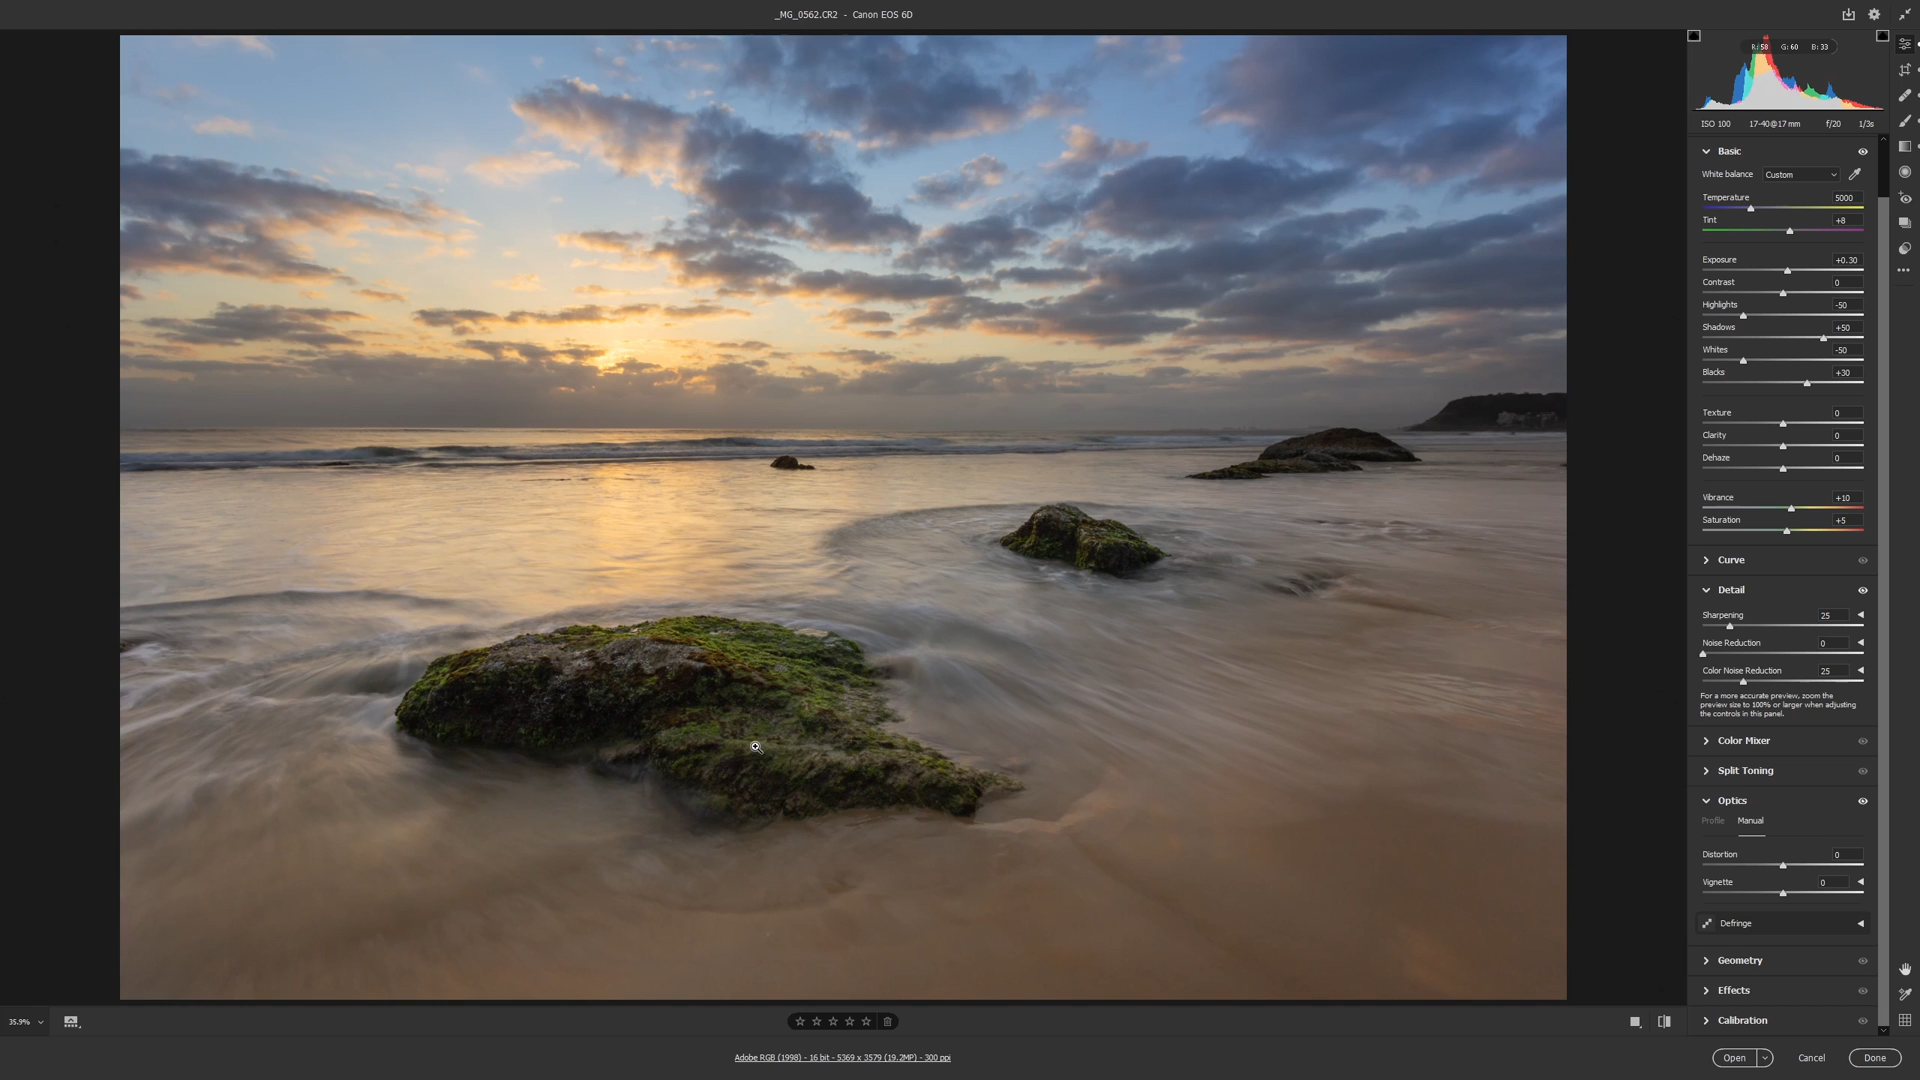 _MG_0562.CR2 - Canon EOS 6D
R: 58 G: 60 B: 33
ISO 100 17-40@17 mm f/20 1/3s
Basic
White balance Custom
Temperature 5000
Tint +8
Exposure +0.30
Contrast 0
Highlights -50
Shadows +50
Whites -50
Blacks +30
Texture 0
Clarity 0
Dehaze 0
Vibrance +10
Saturation +5
Curve
Detail
Sharpening 25
Noise Reduction 0
Color Noise Reduction 25
For a more accurate preview, zoom the
preview size to 100% or larger when adjusting
the controls in this panel.
Color Mixer
Split Toning
Optics
Profile Manual
Distortion 0
Vignette 0
Defringe
Geometry
Effects
Calibration
35.9%
Adobe RGB (1998) - 16 bit - 5369 x 3579 (19.2MP) - 300 ppi
Open Cancel Done